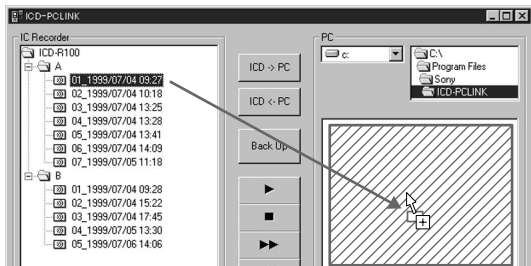 ICD-PCLINK
IC Recorder
ICD-R100
A
01_1999/07/04 09:27
02_1999/07/04 10:18
03_1999/07/04 13:25
04_1999/07/04 13:28
05_1999/07/04 13:41
06_1999/07/04 14:09
07_1999/07/05 11:18
B
01_1999/07/04 09:28
02_1999/07/04 15:22
03_1999/07/04 17:45
04_1999/07/05 13:30
05_1999/07/06 14:06
ICD -> PC
ICD <- PC
Back Up
PC
c:
C:\
Program Files
Sony
ICD-PCLINK